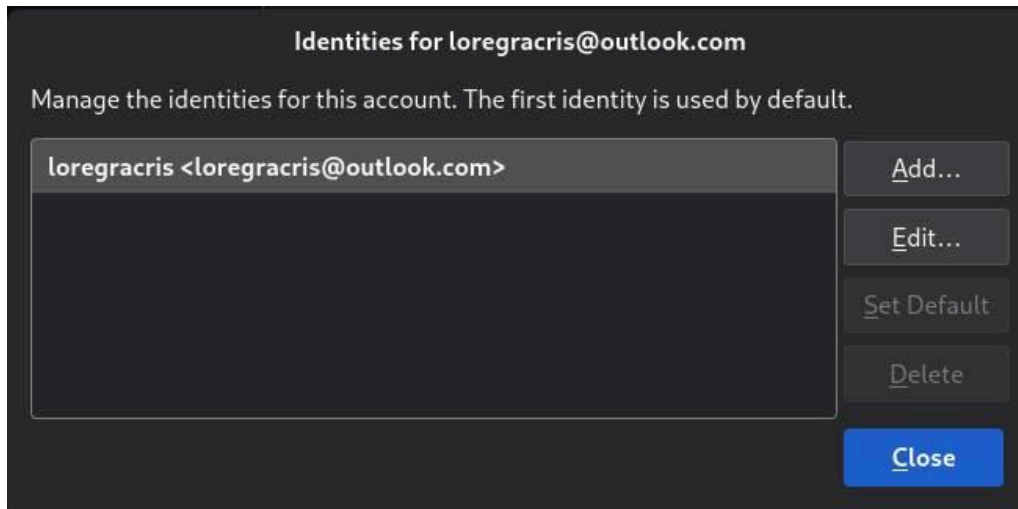 Identities for loregracris@outlook.com
Manage the identities for this account. The first identity is used by default.
loregracris <loregracris@outlook.com>
Add...
Edit...
Set Default
Delete
Close